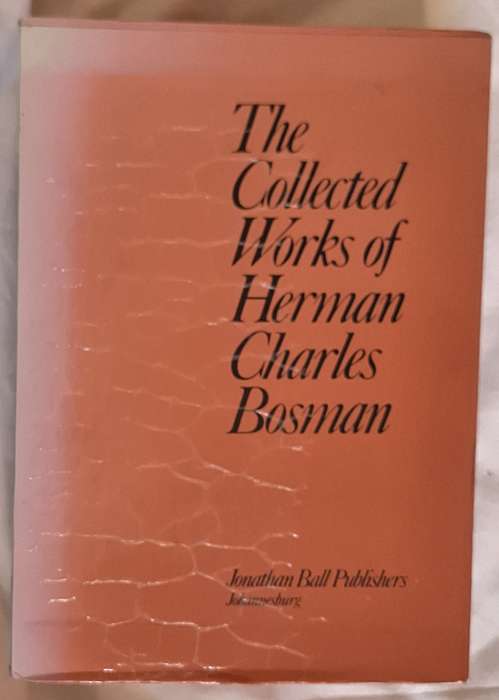 The
Collected
Works of
Herman
Charles
Bosman
Jonathan Ball Publishers
Johannesburg